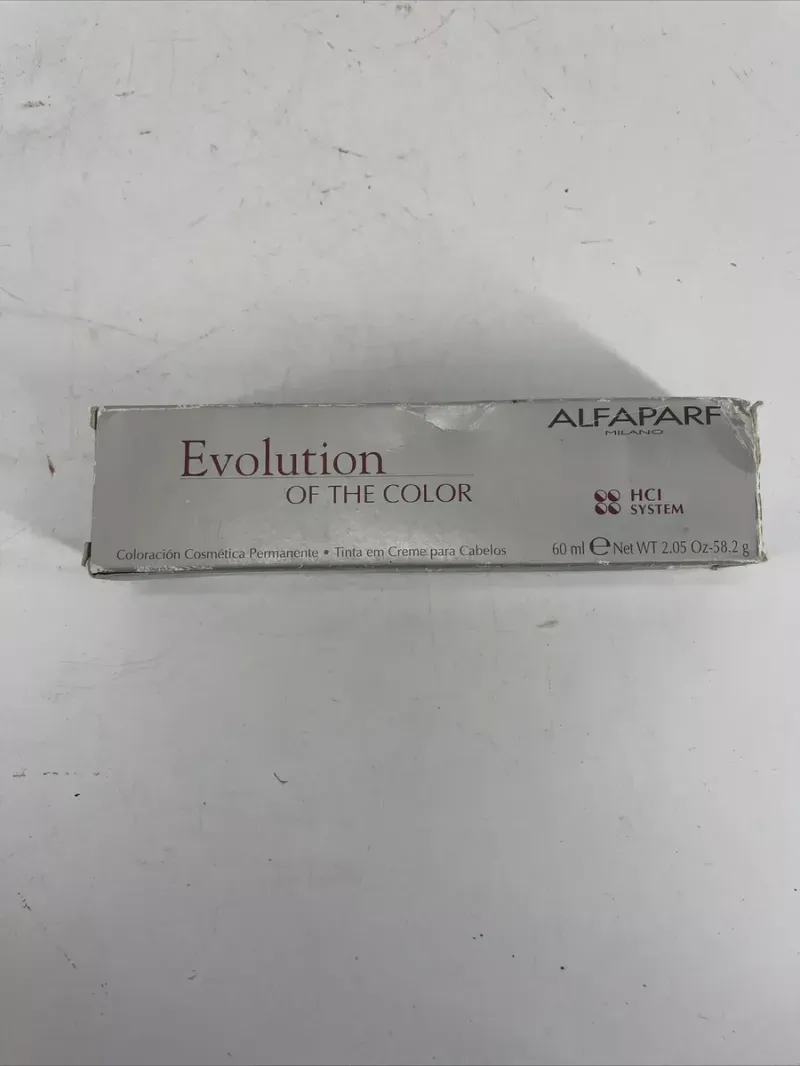 ALFAPARF
MILANO
Evolution
OF THE COLOR
HCI
SYSTEM
Coloración Cosmética Permanente • Tinta em Creme para Cabelos
60 ml ℮ Net WT 2.05 Oz-58.2 g